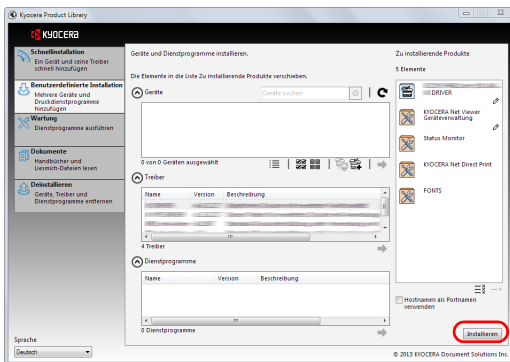 Kyocera Product Library
KYOCERA
Schnellinstallation
Ein Gerät und seine Treiber
schnell hinzufügen
Benutzerdefinierte Installation
Mehrere Geräte und
Druckdienstprogramme
hinzufügen
Wartung
Dienstprogramme ausführen
Dokumente
Handbücher und
Liesmich-Dateien lesen
Deinstallieren
Geräte, Treiber und
Dienstprogramme entfernen
Sprache
Deutsch
Geräte und Dienstprogramme installieren.
Die Elemente in die Liste Zu installierende Produkte verschieben.
Geräte
Geräte suchen
0 von 0 Geräten ausgewählt
Treiber
Name Version Beschreibung
4 Treiber
Dienstprogramme
Name Version Beschreibung
0 Dienstprogramme
Zu installierende Produkte
5 Elemente
DRIVER
KYOCERA Net Viewer
Geräteverwaltung
Status Monitor
KYOCERA Net Direct Print
FONTS
Hostnamen als Portnamen
verwenden
Installieren
© 2013 KYOCERA Document Solutions Inc.